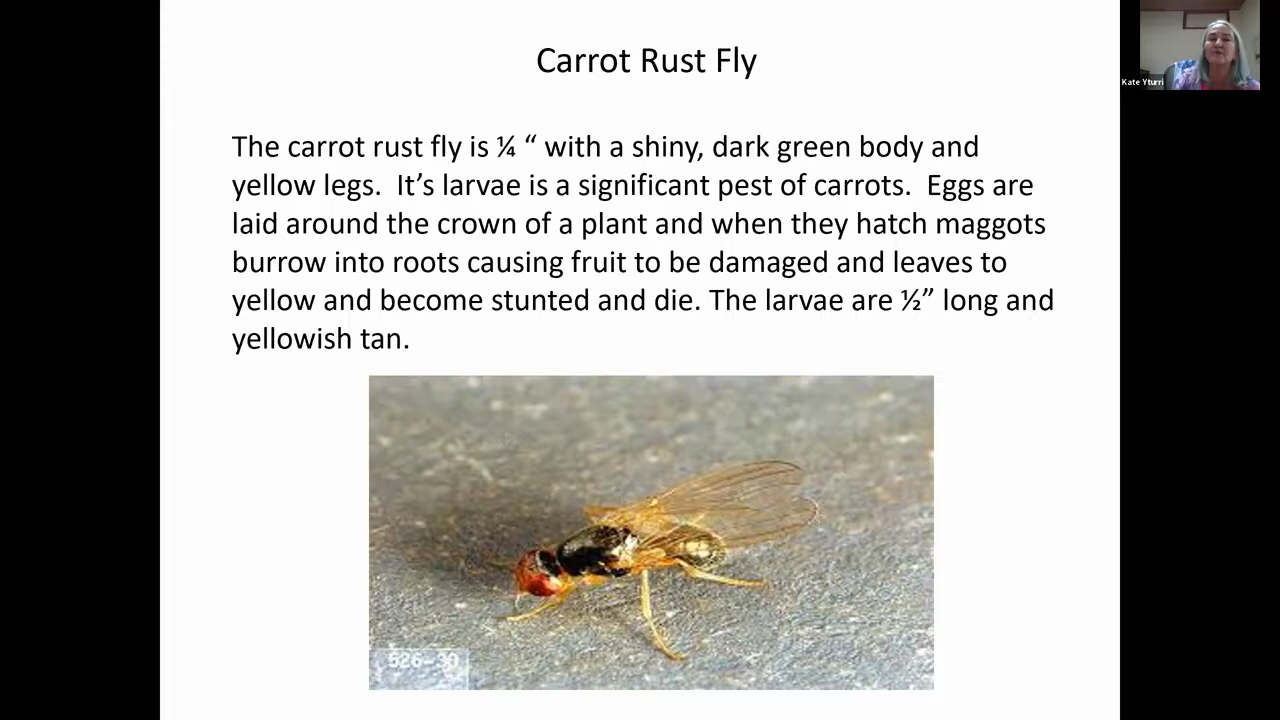 Carrot Rust Fly
Kate Yturri
The carrot rust fly is ¼ “ with a shiny, dark green body and
yellow legs.  It’s larvae is a significant pest of carrots.  Eggs are
laid around the crown of a plant and when they hatch maggots
burrow into roots causing fruit to be damaged and leaves to
yellow and become stunted and die. The larvae are ½” long and
yellowish tan.
526-30